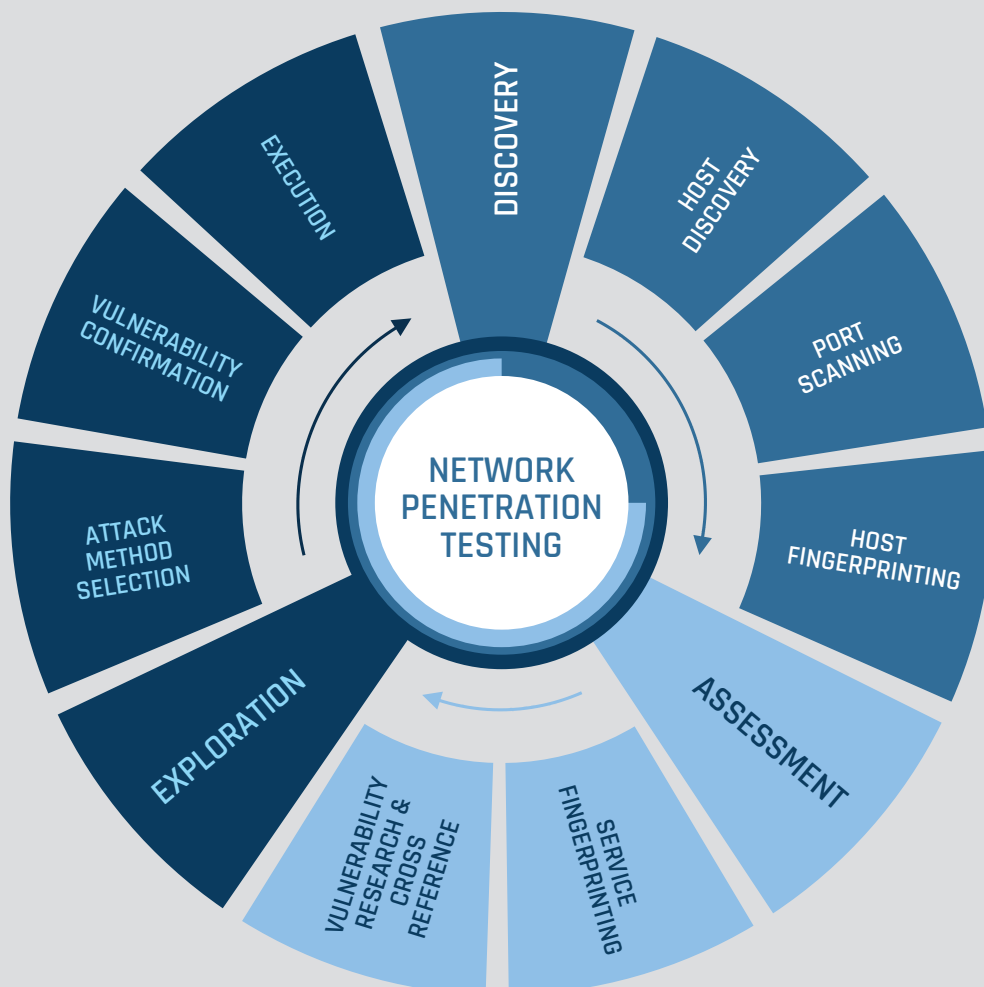 NETWORK
PENETRATION
TESTING
DISCOVERY
HOST
DISCOVERY
PORT
SCANNING
HOST
FINGERPRINTING
ASSESSMENT
SERVICE
FINGERPRINTING
VULNERABILITY
RESEARCH &
CROSS
REFERENCE
EXPLORATION
ATTACK
METHOD
SELECTION
VULNERABILITY
CONFIRMATION
EXECUTION